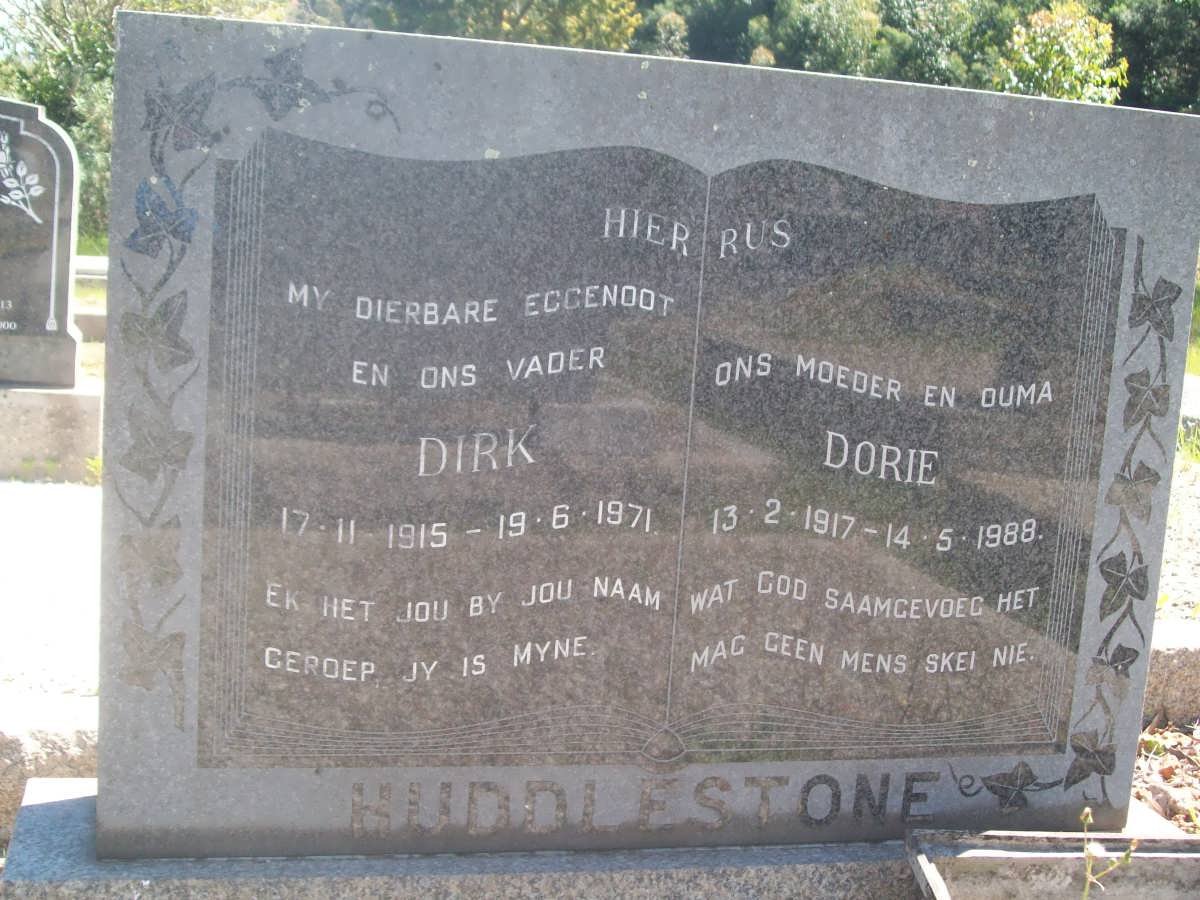 HIER RUS
MY DIERBARE EGGENOOT
EN ONS VADER
DIRK
17·11·1915 – 19·6·1971.
EK HET JOU BY JOU NAAM
GEROEP, JY IS MYNE.
ONS MOEDER EN OUMA
DORIE
13·2·1917 – 14·5·1988.
WAT GOD SAAMGEVOEG HET
MAG GEEN MENS SKEI NIE.
HUDDLESTONE